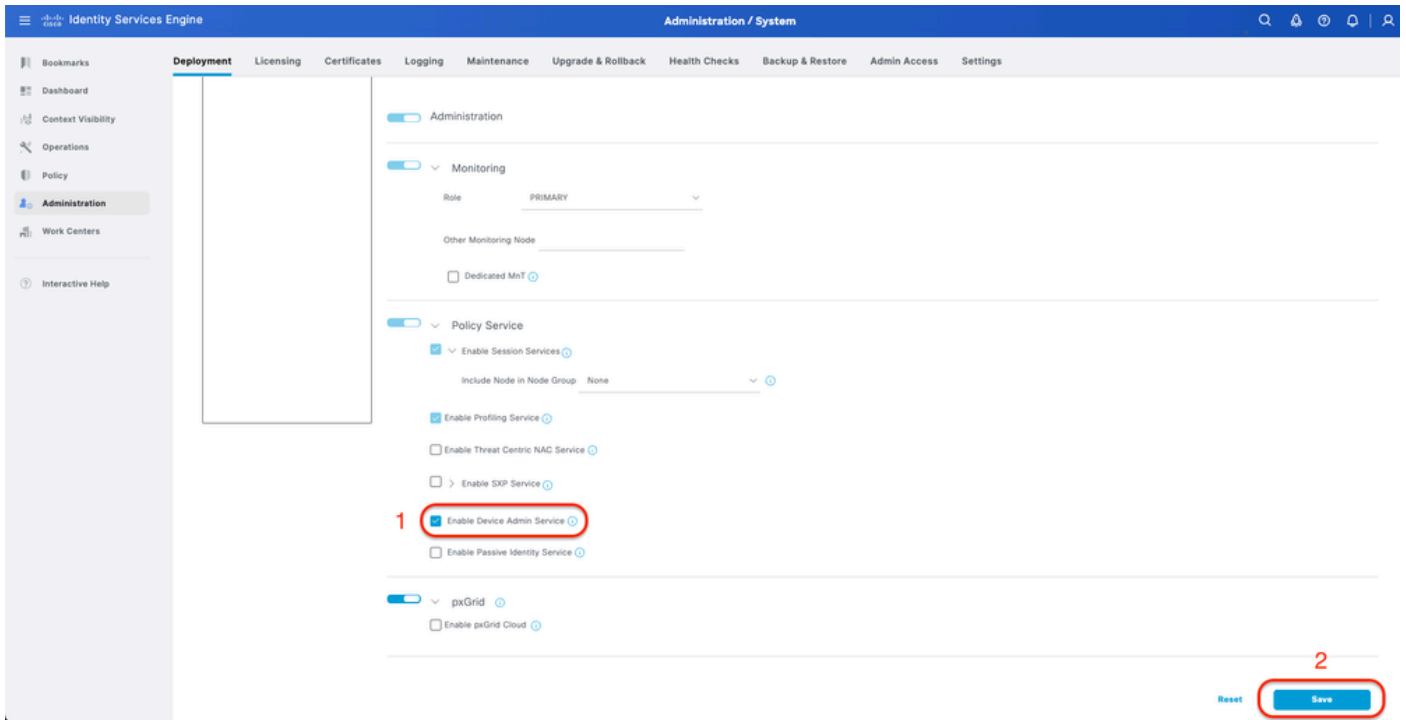 cisco Identity Services Engine
Administration / System
Bookmarks
Dashboard
Context Visibility
Operations
Policy
Administration
Work Centers
Interactive Help
Deployment Licensing Certificates Logging Maintenance Upgrade & Rollback Health Checks Backup & Restore Admin Access Settings
Administration
Monitoring
Role PRIMARY
Other Monitoring Node
Dedicated MnT
Policy Service
Enable Session Services
Include Node in Node Group None
Enable Profiling Service
Enable Threat Centric NAC Service
Enable SXP Service
1 Enable Device Admin Service
Enable Passive Identity Service
pxGrid
Enable pxGrid Cloud
2
Reset Save